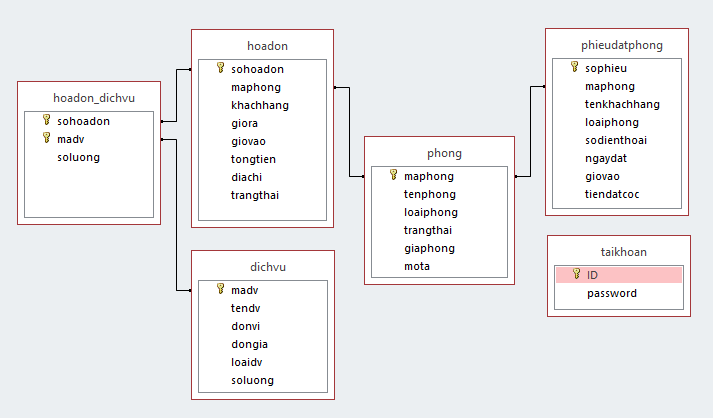 hoadon_dichvu
sohoadon
madv
soluong
hoadon
sohoadon
maphong
khachhang
giora
giovao
tongtien
diachi
trangthai
dichvu
madv
tendv
donvi
dongia
loaidv
soluong
phong
maphong
tenphong
loaiphong
trangthai
giaphong
mota
phieudatphong
sophieu
maphong
tenkhachhang
loaiphong
sodienthoai
ngaydat
giovao
tiendatcoc
taikhoan
ID
password